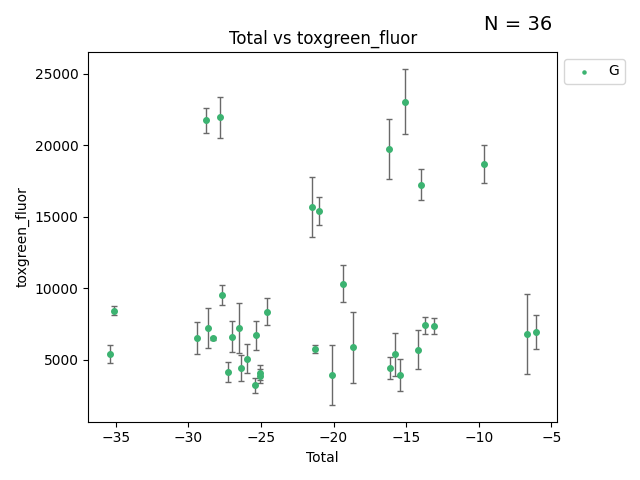 N = 36
Total vs toxgreen_fluor
G
25000
20000
15000
10000
5000
toxgreen_fluor
−35 −30 −25 −20 −15 −10 −5
Total